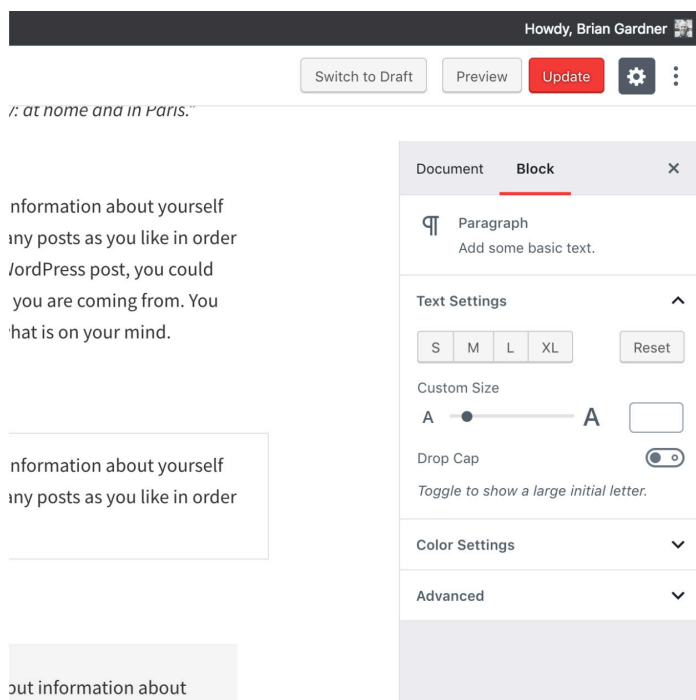 Howdy, Brian Gardner
Switch to Draft Preview Update
at home and in Paris."
Document Block
Paragraph
Add some basic text.
nformation about yourself
any posts as you like in order
WordPress post, you could
you are coming from. You
what is on your mind.
Text Settings
S M L XL Reset
Custom Size
A A
Drop Cap
Toggle to show a large initial letter.
nformation about yourself
any posts as you like in order
Color Settings
Advanced
out information about